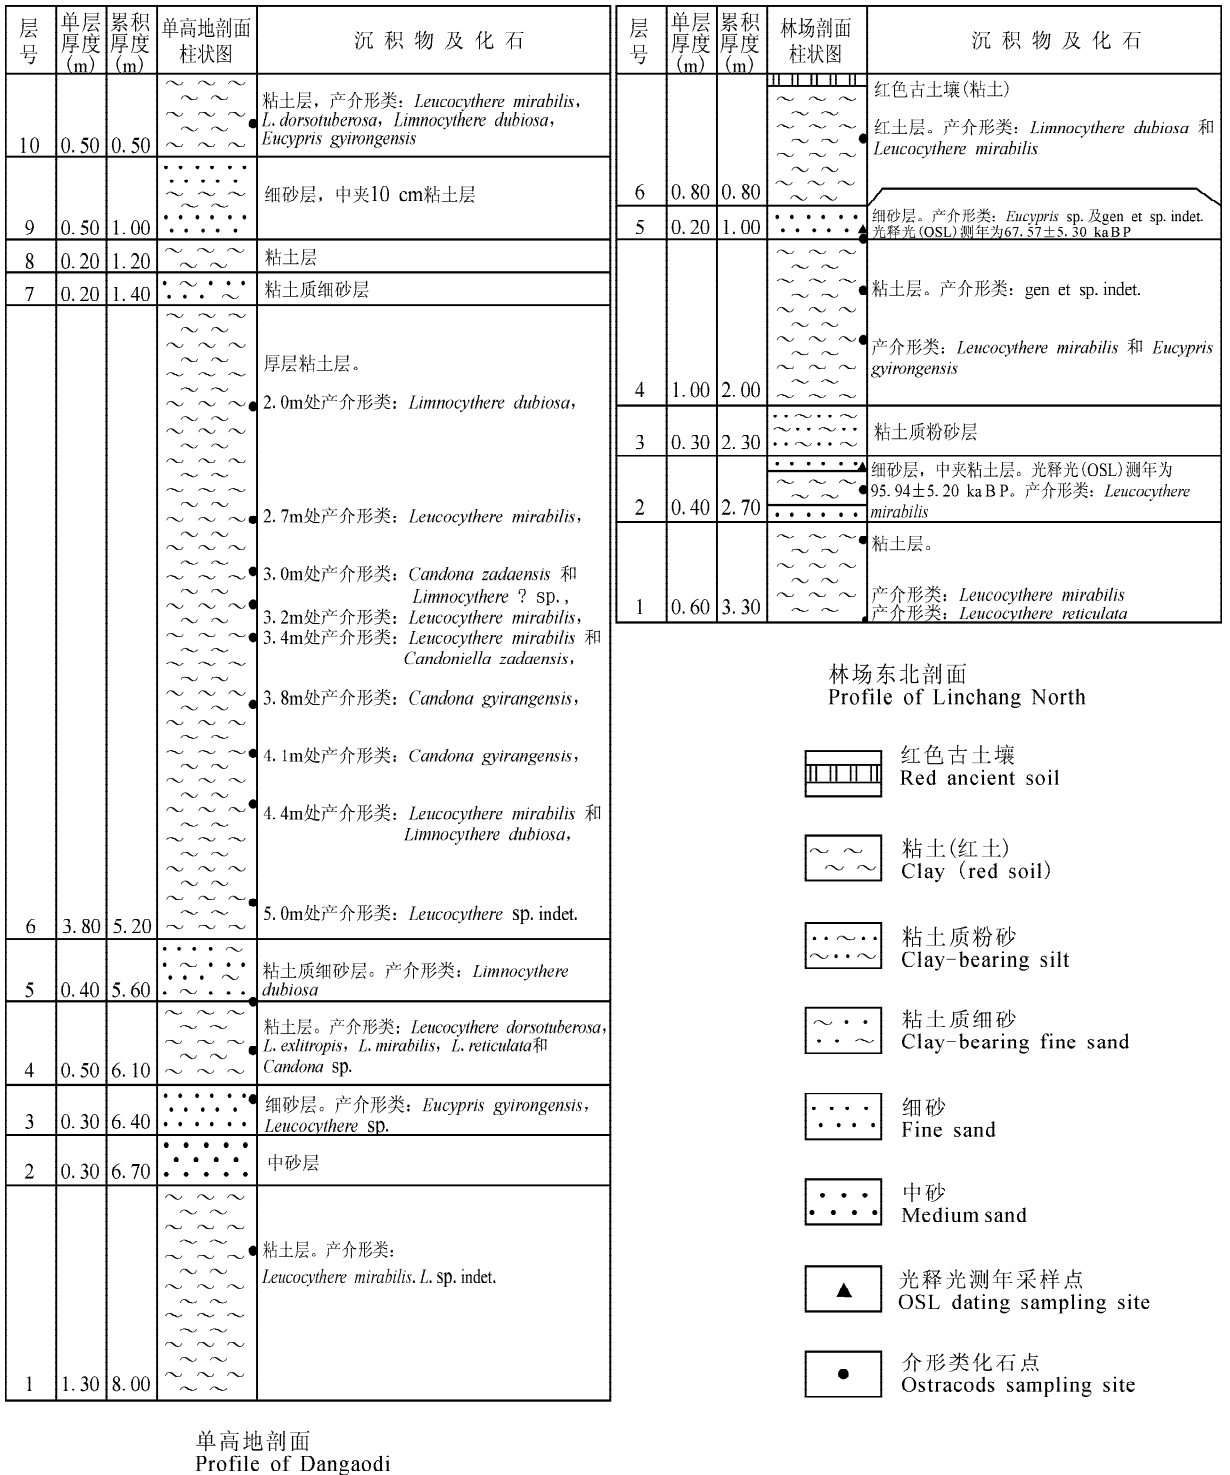 层号
单层厚度(m)
累积厚度(m)
单高地剖面柱状图
沉积物及化石
10 0.50 0.50
粘土层，产介形类：Leucocythere mirabilis，
L.dorsotuberosa，Limnocythere dubiosa，
Eucypris gyirongensis
9 0.50 1.00
细砂层，中夹10 cm粘土层
8 0.20 1.20
粘土层
7 0.20 1.40
粘土质细砂层
6 3.80 5.20
厚层粘土层。
2.0m处产介形类：Limnocythere dubiosa，
2.7m处产介形类：Leucocythere mirabilis，
3.0m处产介形类：Candona zadaensis 和
Limnocythere ? sp.，
3.2m处产介形类：Leucocythere mirabilis，
3.4m处产介形类：Leucocythere mirabilis 和
Candoniella zadaensis，
3.8m处产介形类：Candona gyirangensis，
4.1m处产介形类：Candona gyirangensis，
4.4m处产介形类：Leucocythere mirabilis 和
Limnocythere dubiosa，
5.0m处产介形类：Leucocythere sp.indet.
5 0.40 5.60
粘土质细砂层。产介形类：Limnocythere
dubiosa
4 0.50 6.10
粘土层。产介形类：Leucocythere dorsotuberosa，
L.exlitropis，L.mirabilis，L.reticulata和
Candona sp.
3 0.30 6.40
细砂层。产介形类：Eucypris gyirongensis，
Leucocythere sp.
2 0.30 6.70
中砂层
1 1.30 8.00
粘土层。产介形类：
Leucocythere mirabilis.L.sp.indet.
单高地剖面
Profile of Dangaodi
层号
单层厚度(m)
累积厚度(m)
林场剖面柱状图
沉积物及化石
红色古土壤(粘土)
6 0.80 0.80
红土层。产介形类：Limnocythere dubiosa 和
Leucocythere mirabilis
5 0.20 1.00
细砂层。产介形类：Eucypris sp.及gen et sp.indet.
光释光(OSL)测年为67.57±5.30 kaBP
4 1.00 2.00
粘土层。产介形类：gen et sp.indet.
产介形类：Leucocythere mirabilis 和 Eucypris
gyirongensis
3 0.30 2.30
粘土质粉砂层
2 0.40 2.70
细砂层，中夹粘土层。光释光(OSL)测年为
95.94±5.20 kaBP。产介形类：Leucocythere
mirabilis
1 0.60 3.30
粘土层。
产介形类：Leucocythere mirabilis
产介形类：Leucocythere reticulata
林场东北剖面
Profile of Linchang North
红色古土壤
Red ancient soil
粘土(红土)
Clay (red soil)
粘土质粉砂
Clay-bearing silt
粘土质细砂
Clay-bearing fine sand
细砂
Fine sand
中砂
Medium sand
光释光测年采样点
OSL dating sampling site
介形类化石点
Ostracods sampling site